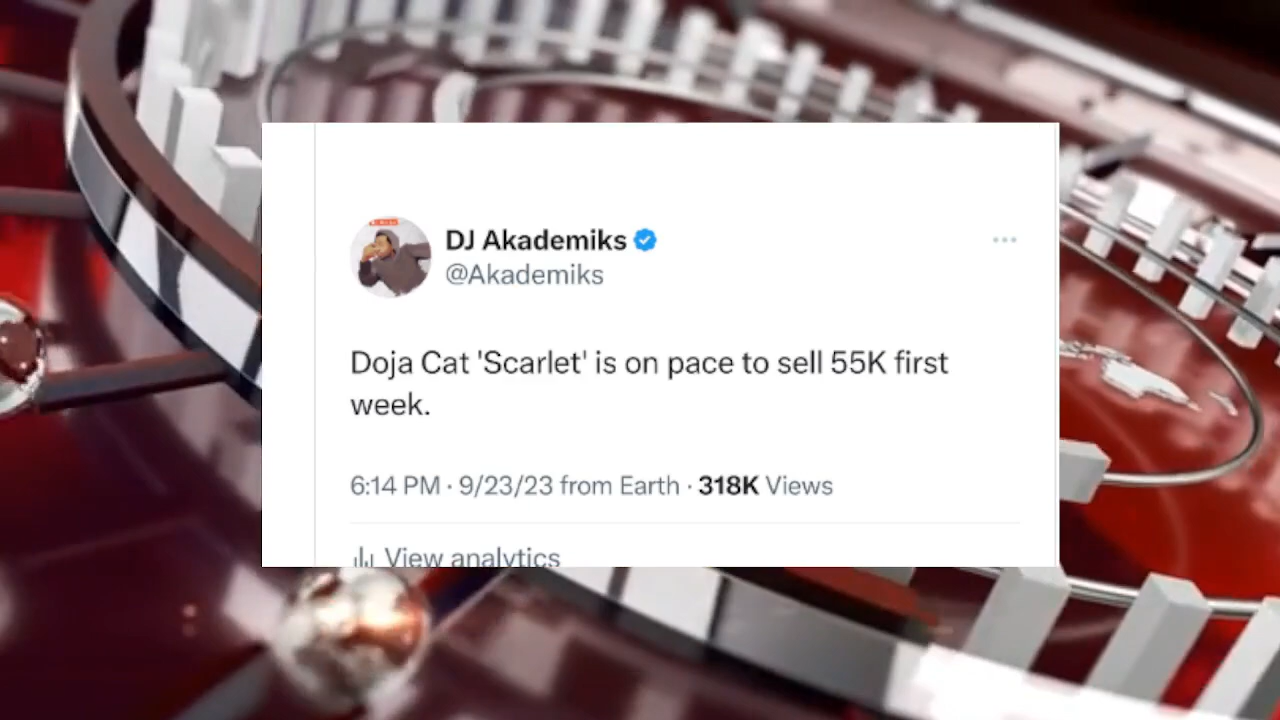 DJ Akademiks
@Akademiks
Doja Cat 'Scarlet' is on pace to sell 55K first
week.
6:14 PM · 9/23/23 from Earth · 318K Views
View analytics